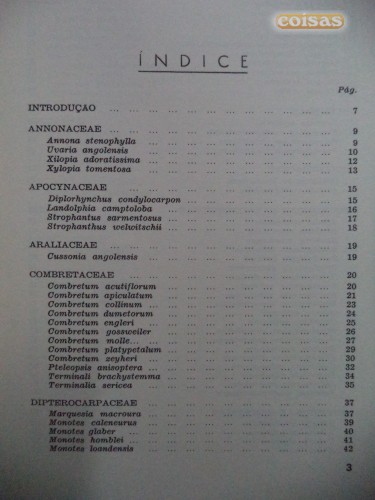 coisas
ÍNDICE
Pág.
INTRODUÇAO ... ... ... ... ... ... ... ... ... ... ... 7
ANNONACEAE ... ... ... ... ... ... ... ... ... ... ... 9
Annona stenophylla ... ... ... ... ... ... ... ... ... 9
Uvaria angolensis ... ... ... ... ... ... ... ... ... 10
Xilopia adoratissima ... ... ... ... ... ... ... ... 12
Xylopia tomentosa ... ... ... ... ... ... ... ... ... 13
APOCYNACEAE ... ... ... ... ... ... ... ... ... ... 15
Diplorhynchus condylocarpon ... ... ... ... ... ... 15
Landolphia camptoloba ... ... ... ... ... ... ... ... 16
Strophantus sarmentosus ... ... ... ... ... ... ... 17
Strophanthus welwitschii ... ... ... ... ... ... ... 18
ARALIACEAE ... ... ... ... ... ... ... ... ... ... ... 19
Cussonia angolensis ... ... ... ... ... ... ... ... ... 19
COMBRETACEAE ... ... ... ... ... ... ... ... ... ... 20
Combretum acutiflorum ... ... ... ... ... ... ... ... 20
Combretum apiculatum ... ... ... ... ... ... ... ... 21
Combretum collinum ... ... ... ... ... ... ... ... ... 23
Combretum dumetorum ... ... ... ... ... ... ... ... 24
Combretum engleri ... ... ... ... ... ... ... ... ... 25
Combretum gossweiler ... ... ... ... ... ... ... ... 26
Combretum molle... ... ... ... ... ... ... ... ... ... 27
Combretum platypetalum ... ... ... ... ... ... ... 29
Combretum zeyheri ... ... ... ... ... ... ... ... ... 30
Pteleopsis anisoptera ... ... ... ... ... ... ... ... 32
Terminali brachystemma ... ... ... ... ... ... ... 34
Terminalia sericea ... ... ... ... ... ... ... ... ... 35
DIPTEROCARPACEAE ... ... ... ... ... ... ... ... 37
Marquesia macroura ... ... ... ... ... ... ... ... ... 37
Monotes caleneurus ... ... ... ... ... ... ... ... ... 39
Monotes glaber ... ... ... ... ... ... ... ... ... ... 40
Monotes homblei ... ... ... ... ... ... ... ... ... ... 41
Monotes loandensis ... ... ... ... ... ... ... ... ... 42
3